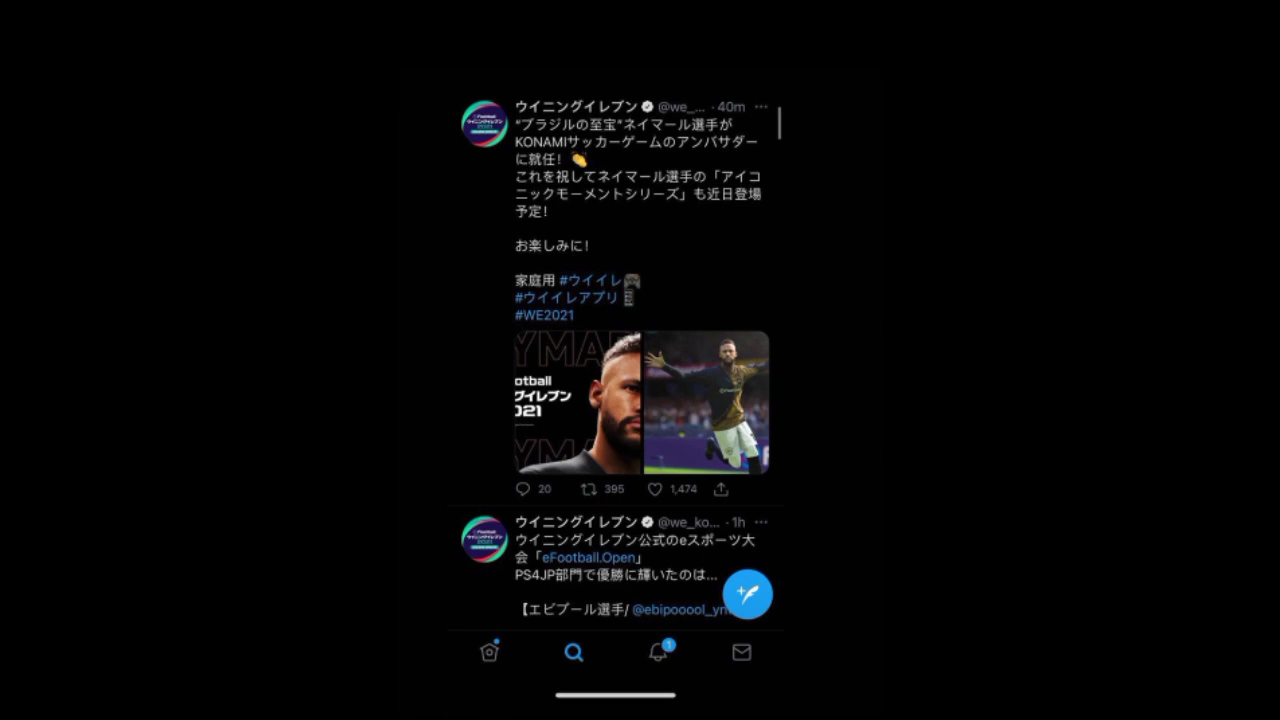 ウイニングイレブン @we_... · 40m
"ブラジルの至宝"ネイマール選手が
KONAMIサッカーゲームのアンバサダー
に就任! 👏
これを祝してネイマール選手の「アイコ
ニックモーメントシリーズ」も近日登場
予定!
お楽しみに!
家庭用 #ウイイレ🎮
#ウイイレアプリ📱
#WE2021
YMAR
otball
グイレブン
021
YMA
20 395 1,474
ウイニングイレブン @we_ko... · 1h
ウイニングイレブン公式のeスポーツ大
会「eFootball.Open」
PS4JP部門で優勝に輝いたのは...
【エビプール選手/ @ebipooool_yn
1